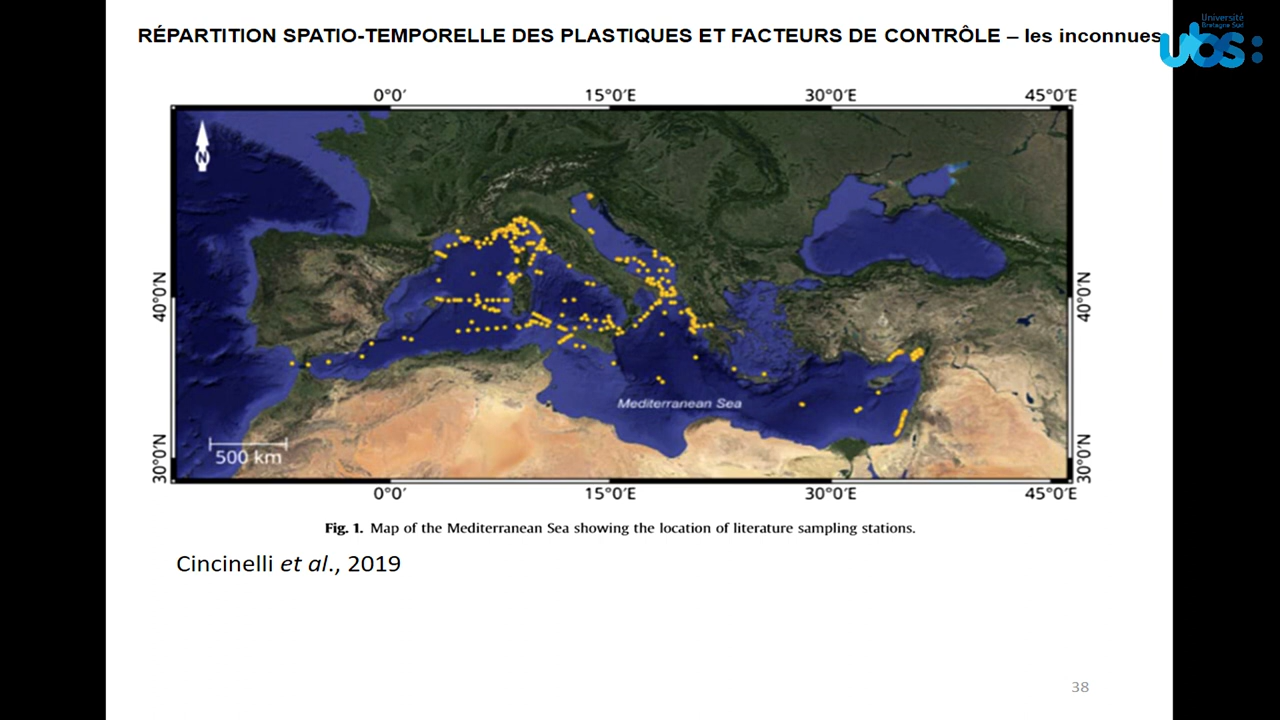 Université
Bretagne Sud
ubs:
RÉPARTITION SPATIO-TEMPORELLE DES PLASTIQUES ET FACTEURS DE CONTRÔLE – les inconnues
0°0′ 15°0′E 30°0′E 45°0′E
N
40°0′N 40°0′N
Mediterranean Sea
30°0′N 30°0′N
500 km
0°0′ 15°0′E 30°0′E 45°0′E
Fig. 1. Map of the Mediterranean Sea showing the location of literature sampling stations.
Cincinelli et al., 2019
38